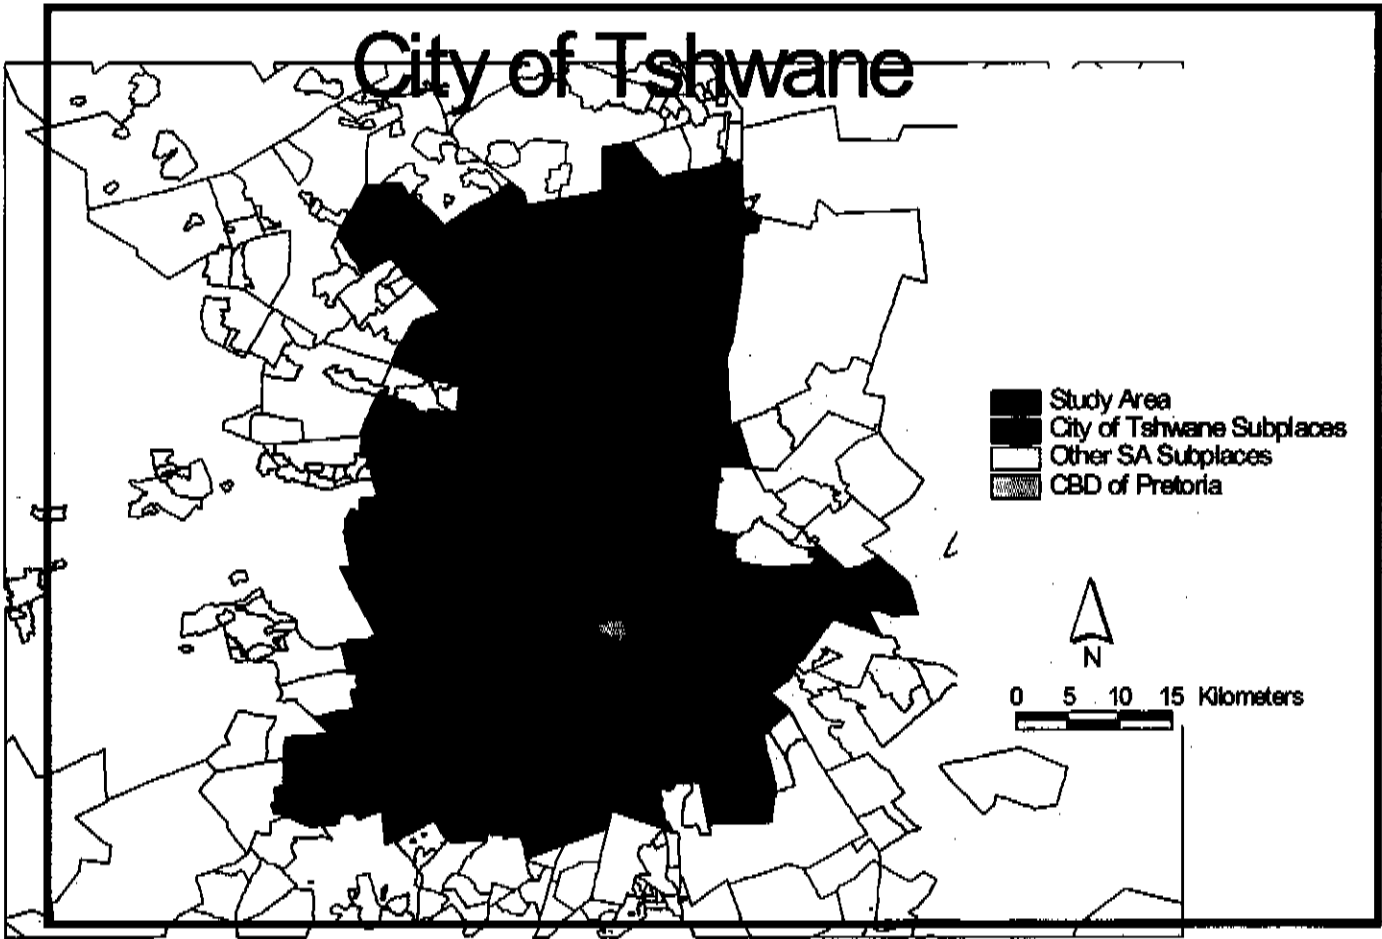 City of Tshwane
Study Area
City of Tshwane Subplaces
Other SA Subplaces
CBD of Pretoria
N
0 5 10 15 Kilometers